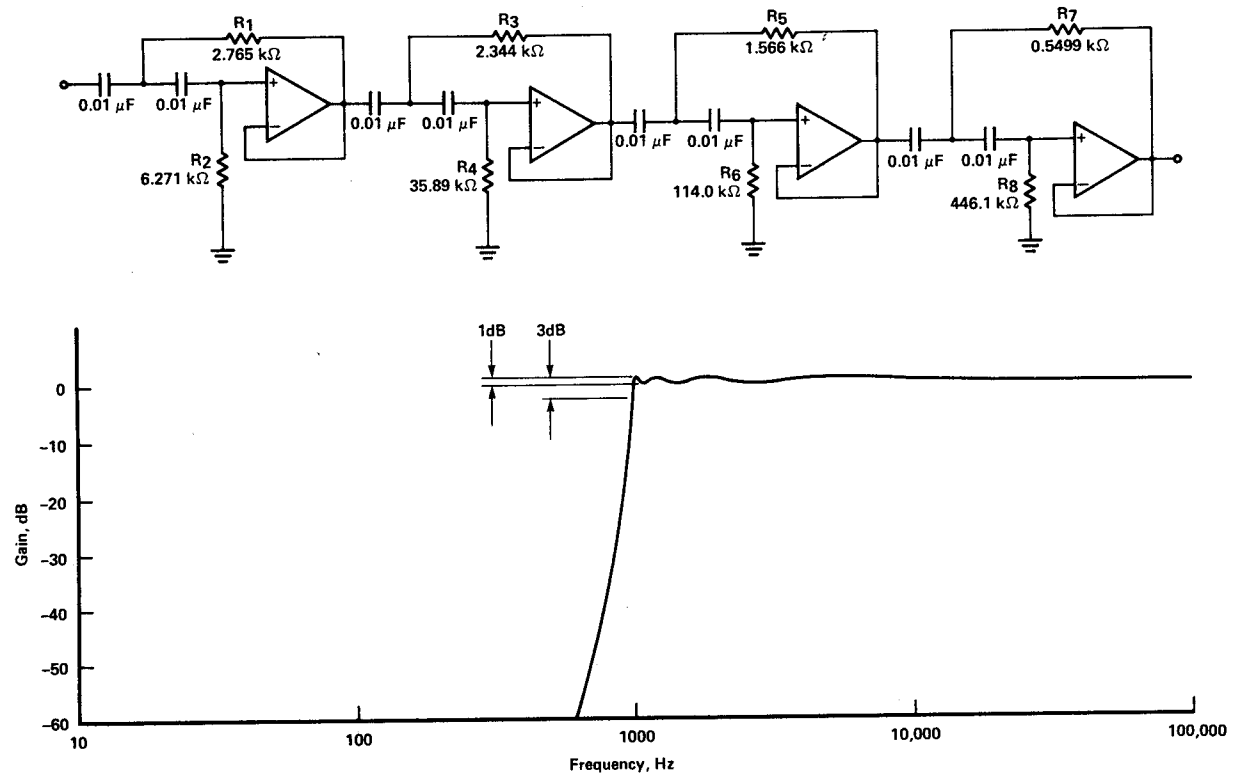 R1
2.765 kΩ
R3
2.344 kΩ
R5
1.566 kΩ
R7
0.5499 kΩ
0.01 μF
0.01 μF
+
−
R2
6.271 kΩ
0.01 μF
0.01 μF
+
−
R4
35.89 kΩ
0.01 μF
0.01 μF
+
−
R6
114.0 kΩ
0.01 μF
0.01 μF
+
−
R8
446.1 kΩ
1dB
3dB
0
−10
−20
−30
−40
−50
−60
Gain, dB
10
100
1000
10,000
100,000
Frequency, Hz